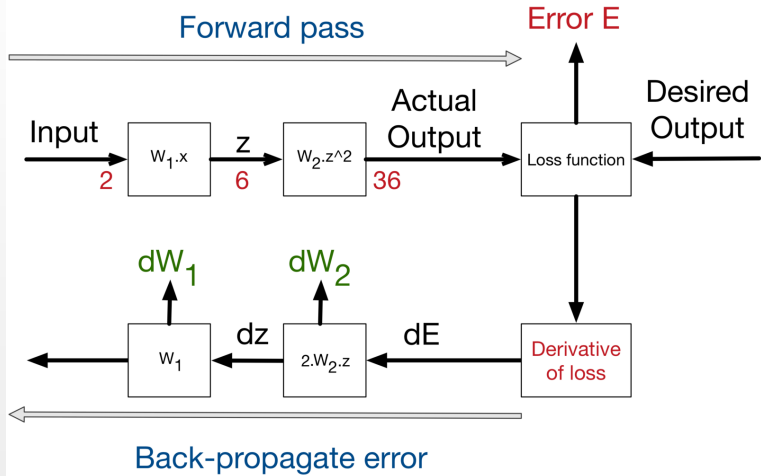 Forward pass
Error E
Input
2
W1.x
z
6
W2.z^2
Actual
Output
36
Loss function
Desired
Output
dW1
dW2
W1
dz
2.W2.z
dE
Derivative
of loss
Back-propagate error